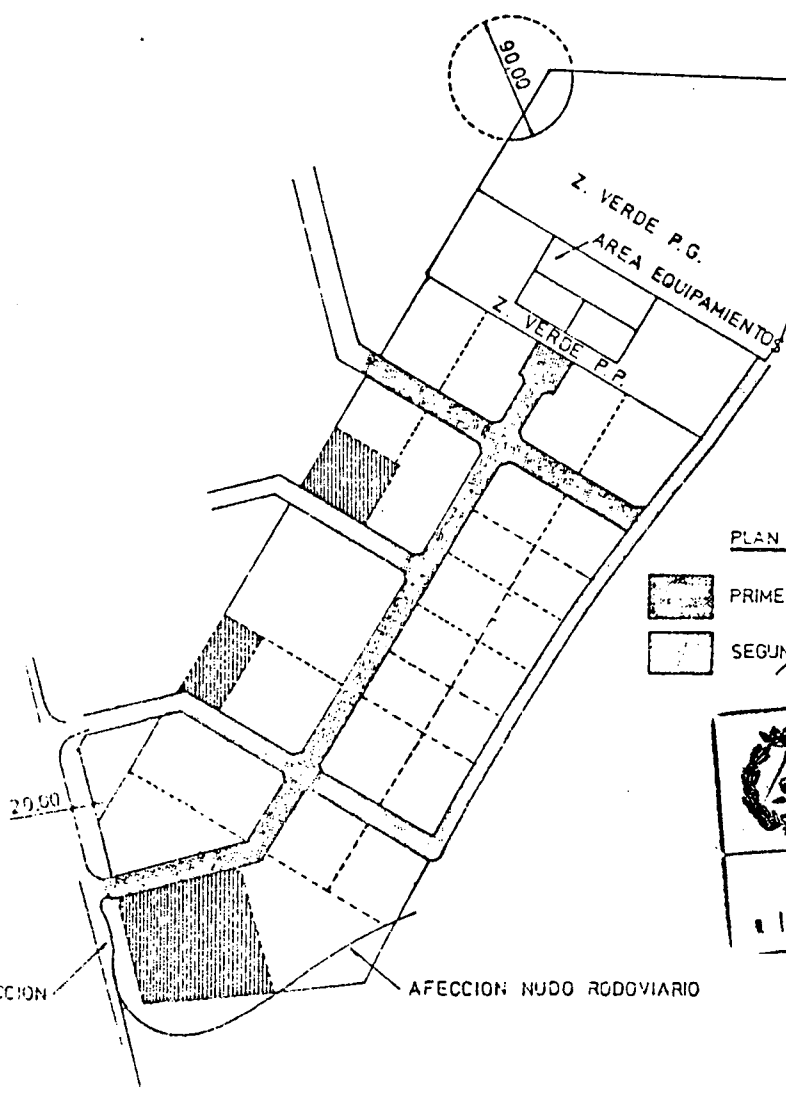 90,00
Z. VERDE P.G.
AREA EQUIPAMIENTOS
Z. VERDE P.P.
PLAN
PRIME
SEGUN
20,00
CCION
AFECCION NUDO RODOVIARIO